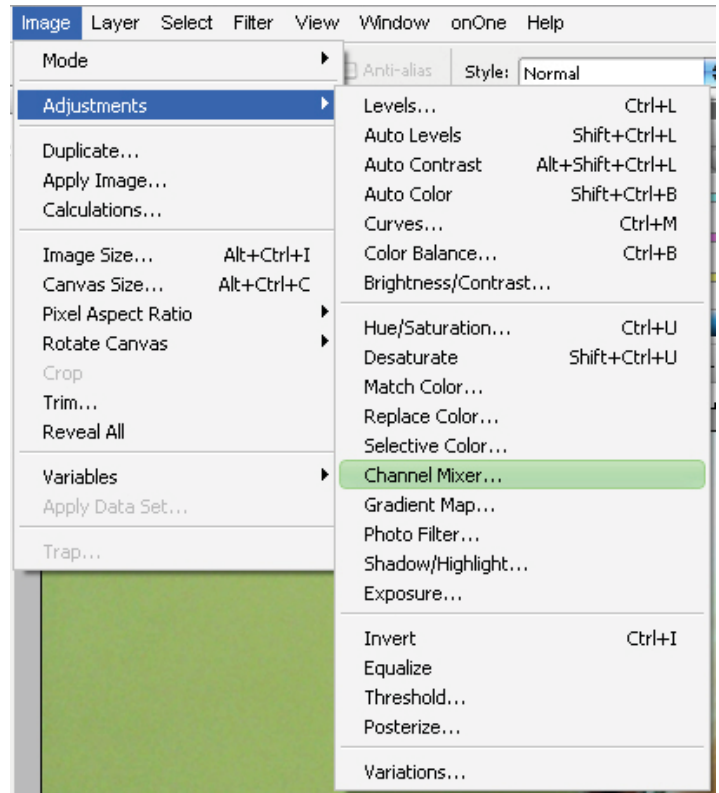 Image Layer Select Filter View Window onOne Help
Anti-alias Style: Normal
Mode
Adjustments
Duplicate...
Apply Image...
Calculations...
Image Size... Alt+Ctrl+I
Canvas Size... Alt+Ctrl+C
Pixel Aspect Ratio
Rotate Canvas
Crop
Trim...
Reveal All
Variables
Apply Data Set...
Trap...
Levels... Ctrl+L
Auto Levels Shift+Ctrl+L
Auto Contrast Alt+Shift+Ctrl+L
Auto Color Shift+Ctrl+B
Curves... Ctrl+M
Color Balance... Ctrl+B
Brightness/Contrast...
Hue/Saturation... Ctrl+U
Desaturate Shift+Ctrl+U
Match Color...
Replace Color...
Selective Color...
Channel Mixer...
Gradient Map...
Photo Filter...
Shadow/Highlight...
Exposure...
Invert Ctrl+I
Equalize
Threshold...
Posterize...
Variations...